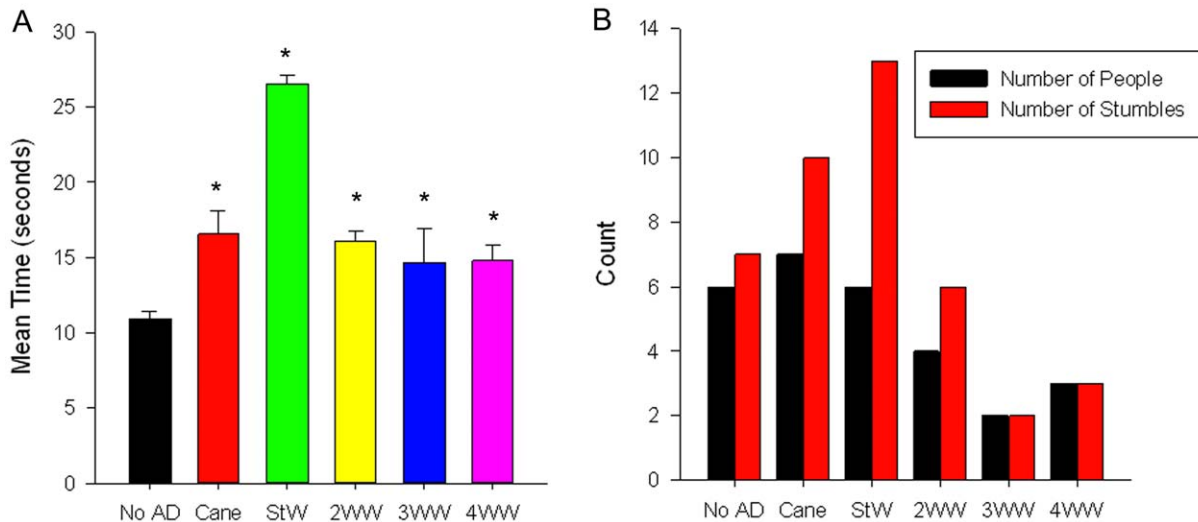 A
Mean Time (seconds)
30
25
20
15
10
5
0
*
*
*
*
*
No AD Cane StW 2WW 3WW 4WW
B
Count
14
12
10
8
6
4
2
0
Number of People
Number of Stumbles
No AD Cane StW 2WW 3WW 4WW